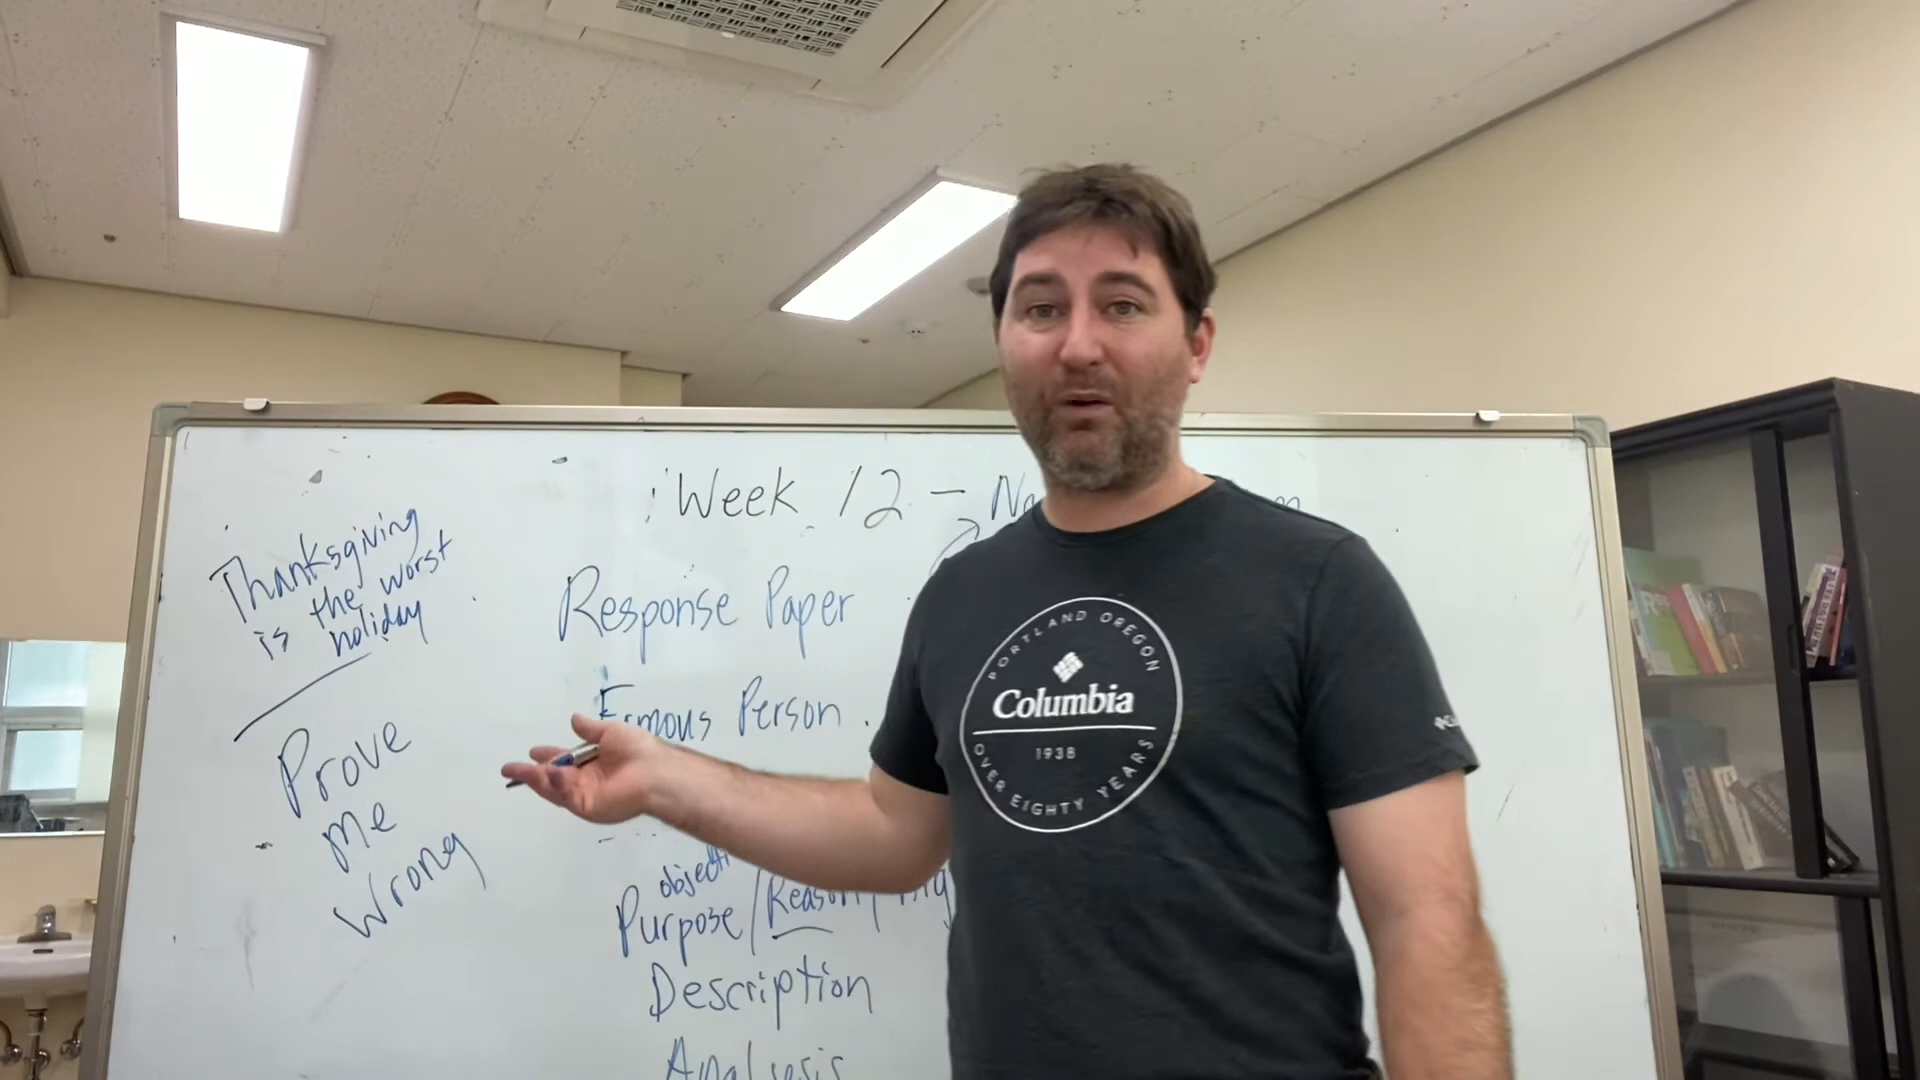 Week 12 –
Thanksgiving
is the worst
holiday
Prove
me
wrong
Response Paper
Famous Person
Purpose / Reason /
Description
PORTLAND OREGON
Columbia
1938
OVER EIGHTY YEARS